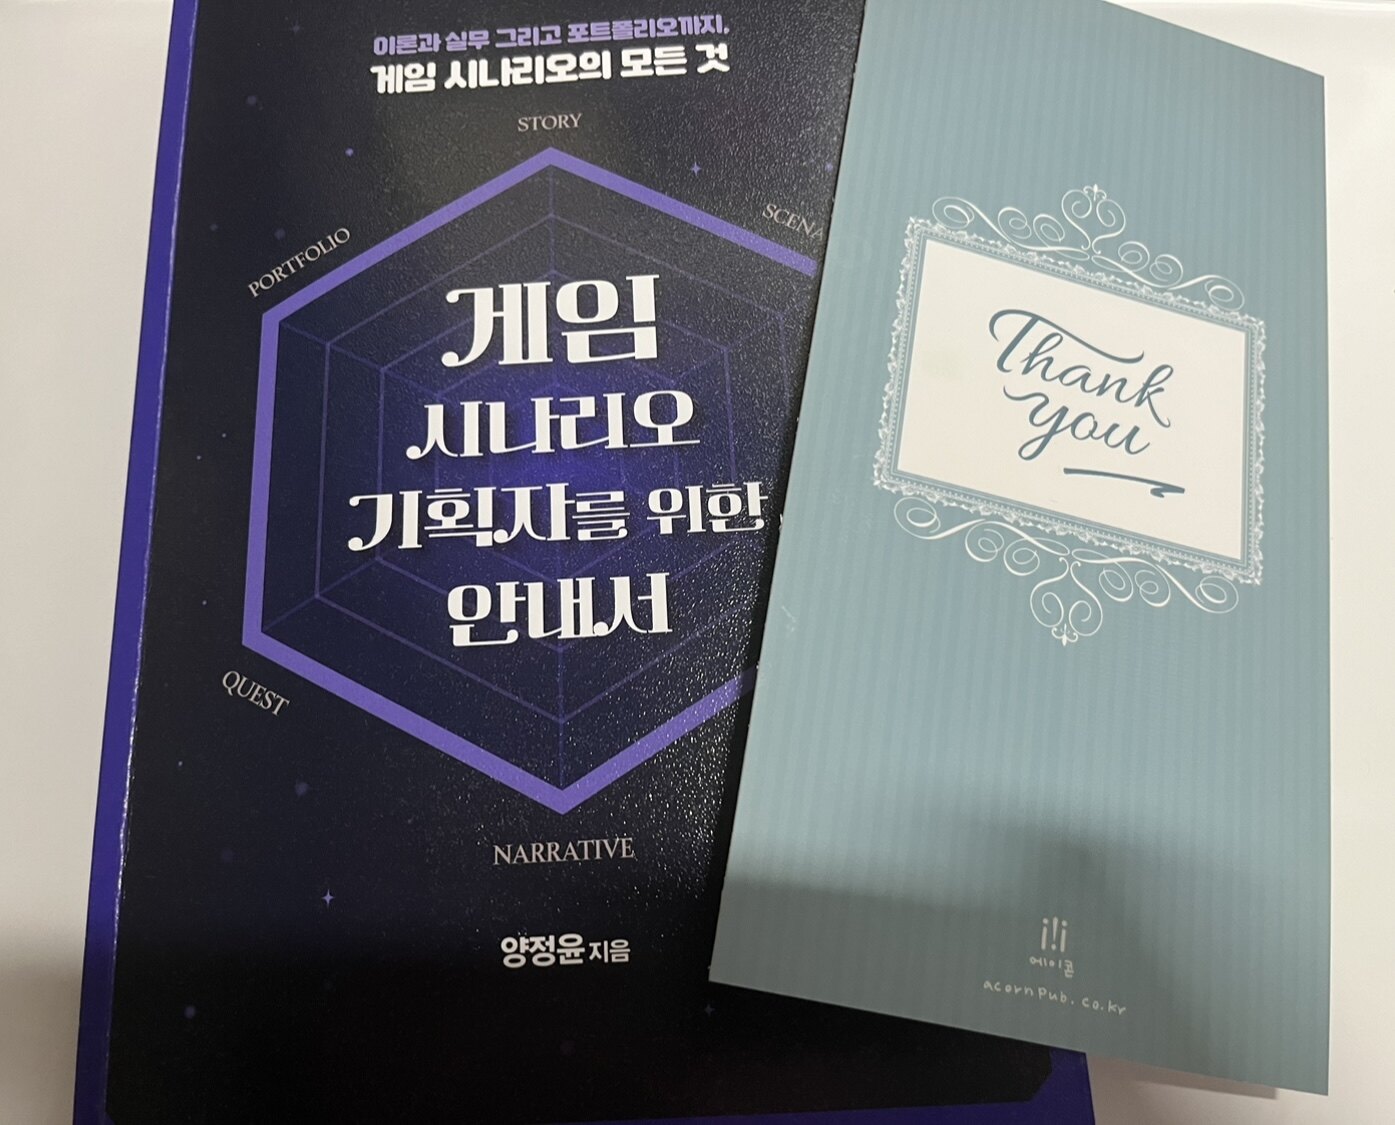 이론과 실무 그리고 포트폴리오까지,
게임 시나리오의 모든 것
STORY
PORTFOLIO
게임
시나리오
기획자를 위한
안내서
QUEST
NARRATIVE
양정윤 지음
Thank
you
에이콘
acornpub.co.kr